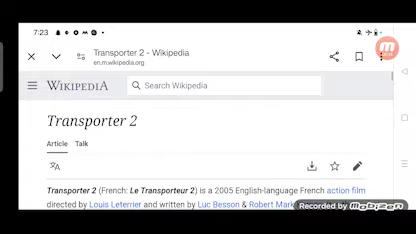 7:23
Transporter 2 - Wikipedia
en.m.wikipedia.org
WIKIPEDIA
Search Wikipedia
Transporter 2
Article Talk
Transporter 2 (French: Le Transporteur 2) is a 2005 English-language French action film
directed by Louis Leterrier and written by Luc Besson & Robert Mark
Recorded by Mobizen